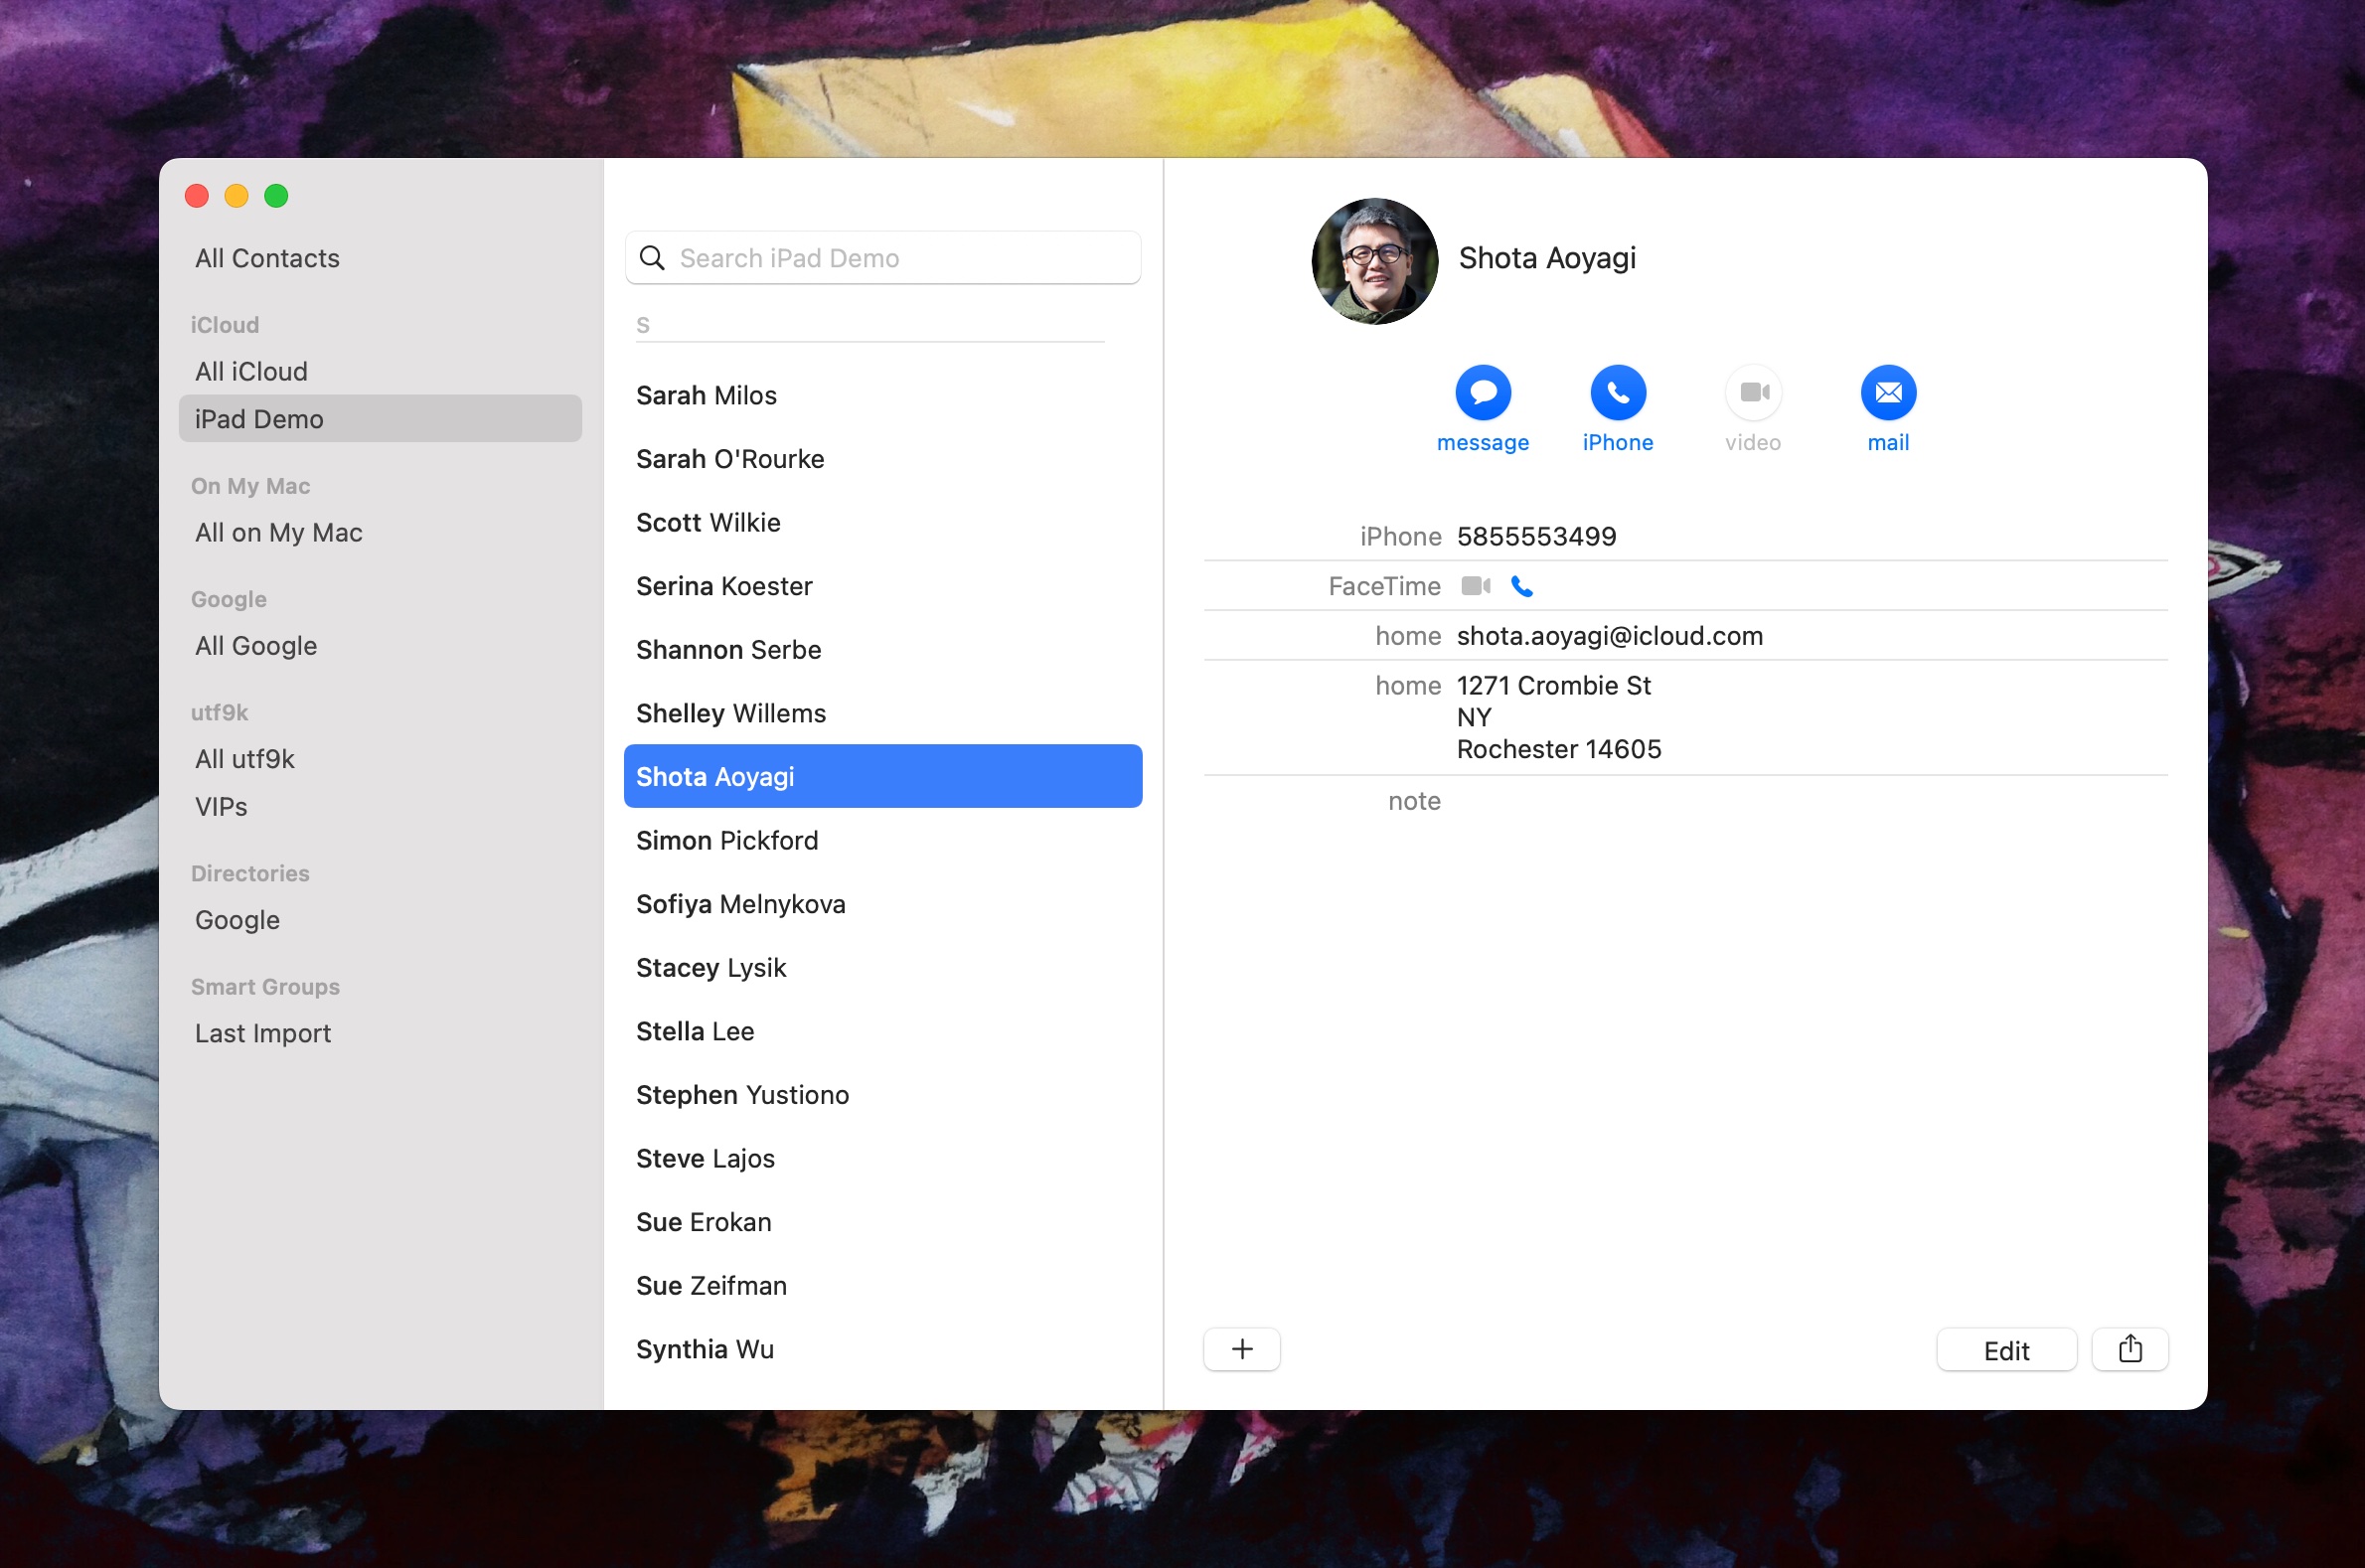 All Contacts
iCloud
All iCloud
iPad Demo
On My Mac
All on My Mac
Google
All Google
utf9k
All utf9k
VIPs
Directories
Google
Smart Groups
Last Import
Search iPad Demo
S
Sarah Milos
Sarah O'Rourke
Scott Wilkie
Serina Koester
Shannon Serbe
Shelley Willems
Shota Aoyagi
Simon Pickford
Sofiya Melnykova
Stacey Lysik
Stella Lee
Stephen Yustiono
Steve Lajos
Sue Erokan
Sue Zeifman
Synthia Wu
Shota Aoyagi
message iPhone video mail
iPhone 5855553499
FaceTime
home shota.aoyagi@icloud.com
home 1271 Crombie St
NY
Rochester 14605
note
Edit